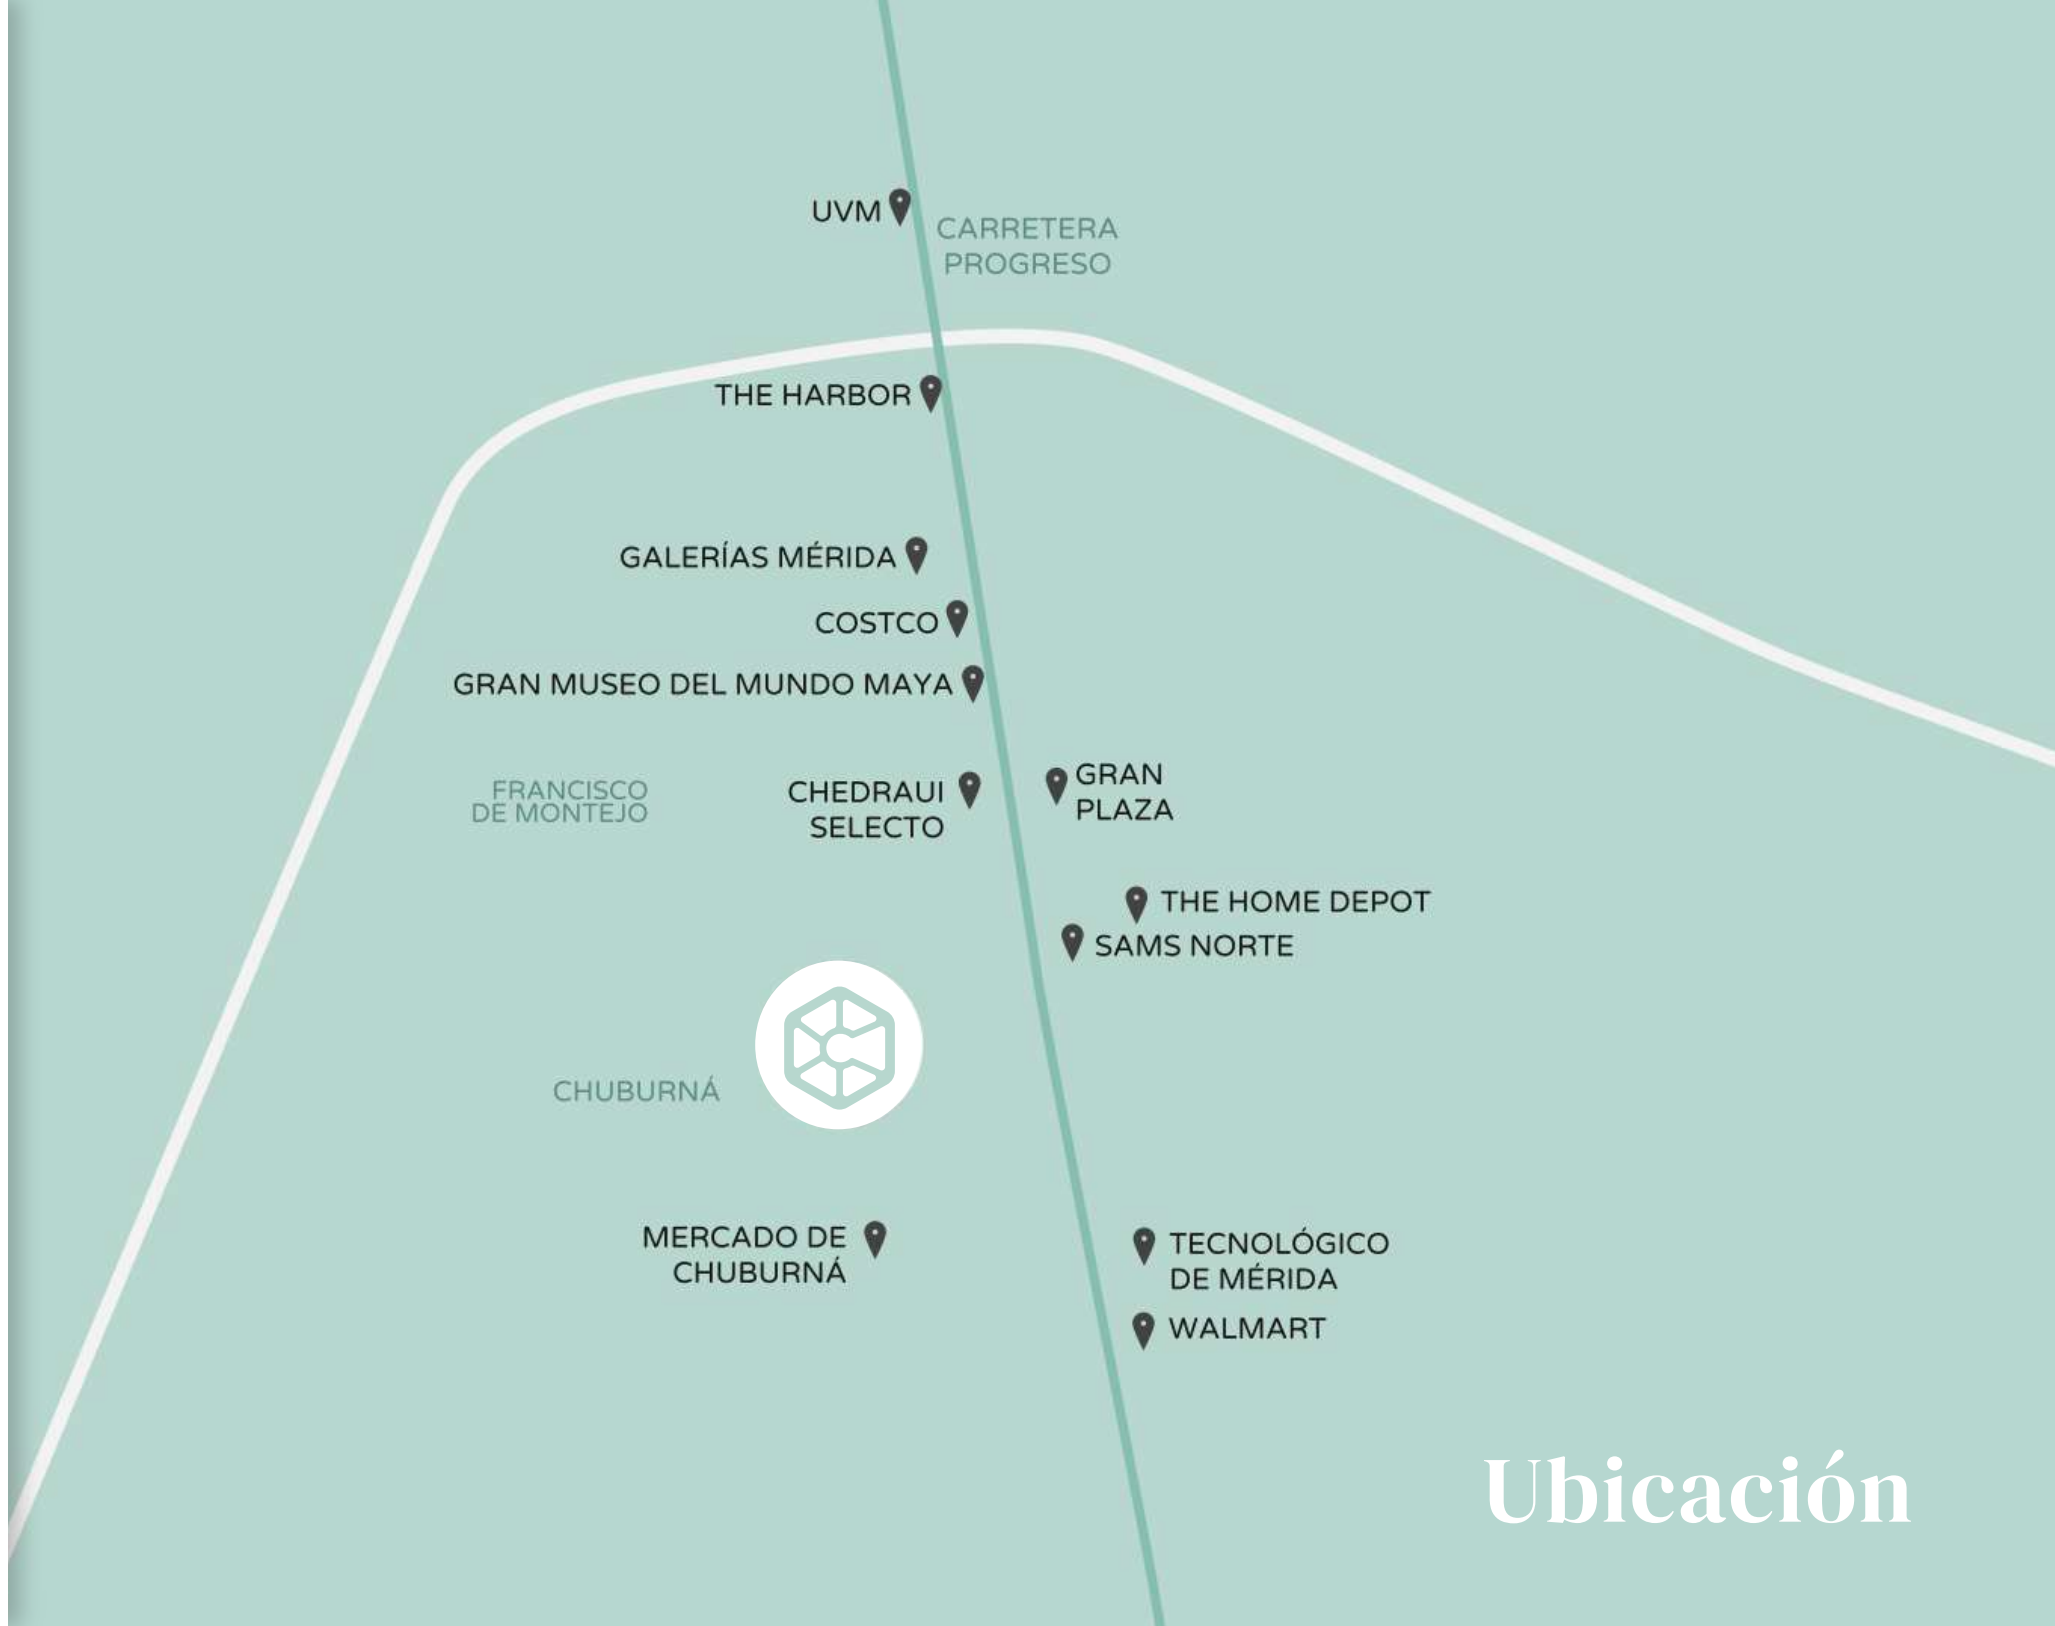 UVM
CARRETERA
PROGRESO
THE HARBOR
GALERÍAS MÉRIDA
COSTCO
GRAN MUSEO DEL MUNDO MAYA
FRANCISCO
DE MONTEJO
CHEDRAUI
SELECTO
GRAN
PLAZA
THE HOME DEPOT
SAMS NORTE
CHUBURNÁ
MERCADO DE
CHUBURNÁ
TECNOLÓGICO
DE MÉRIDA
WALMART
Ubicación